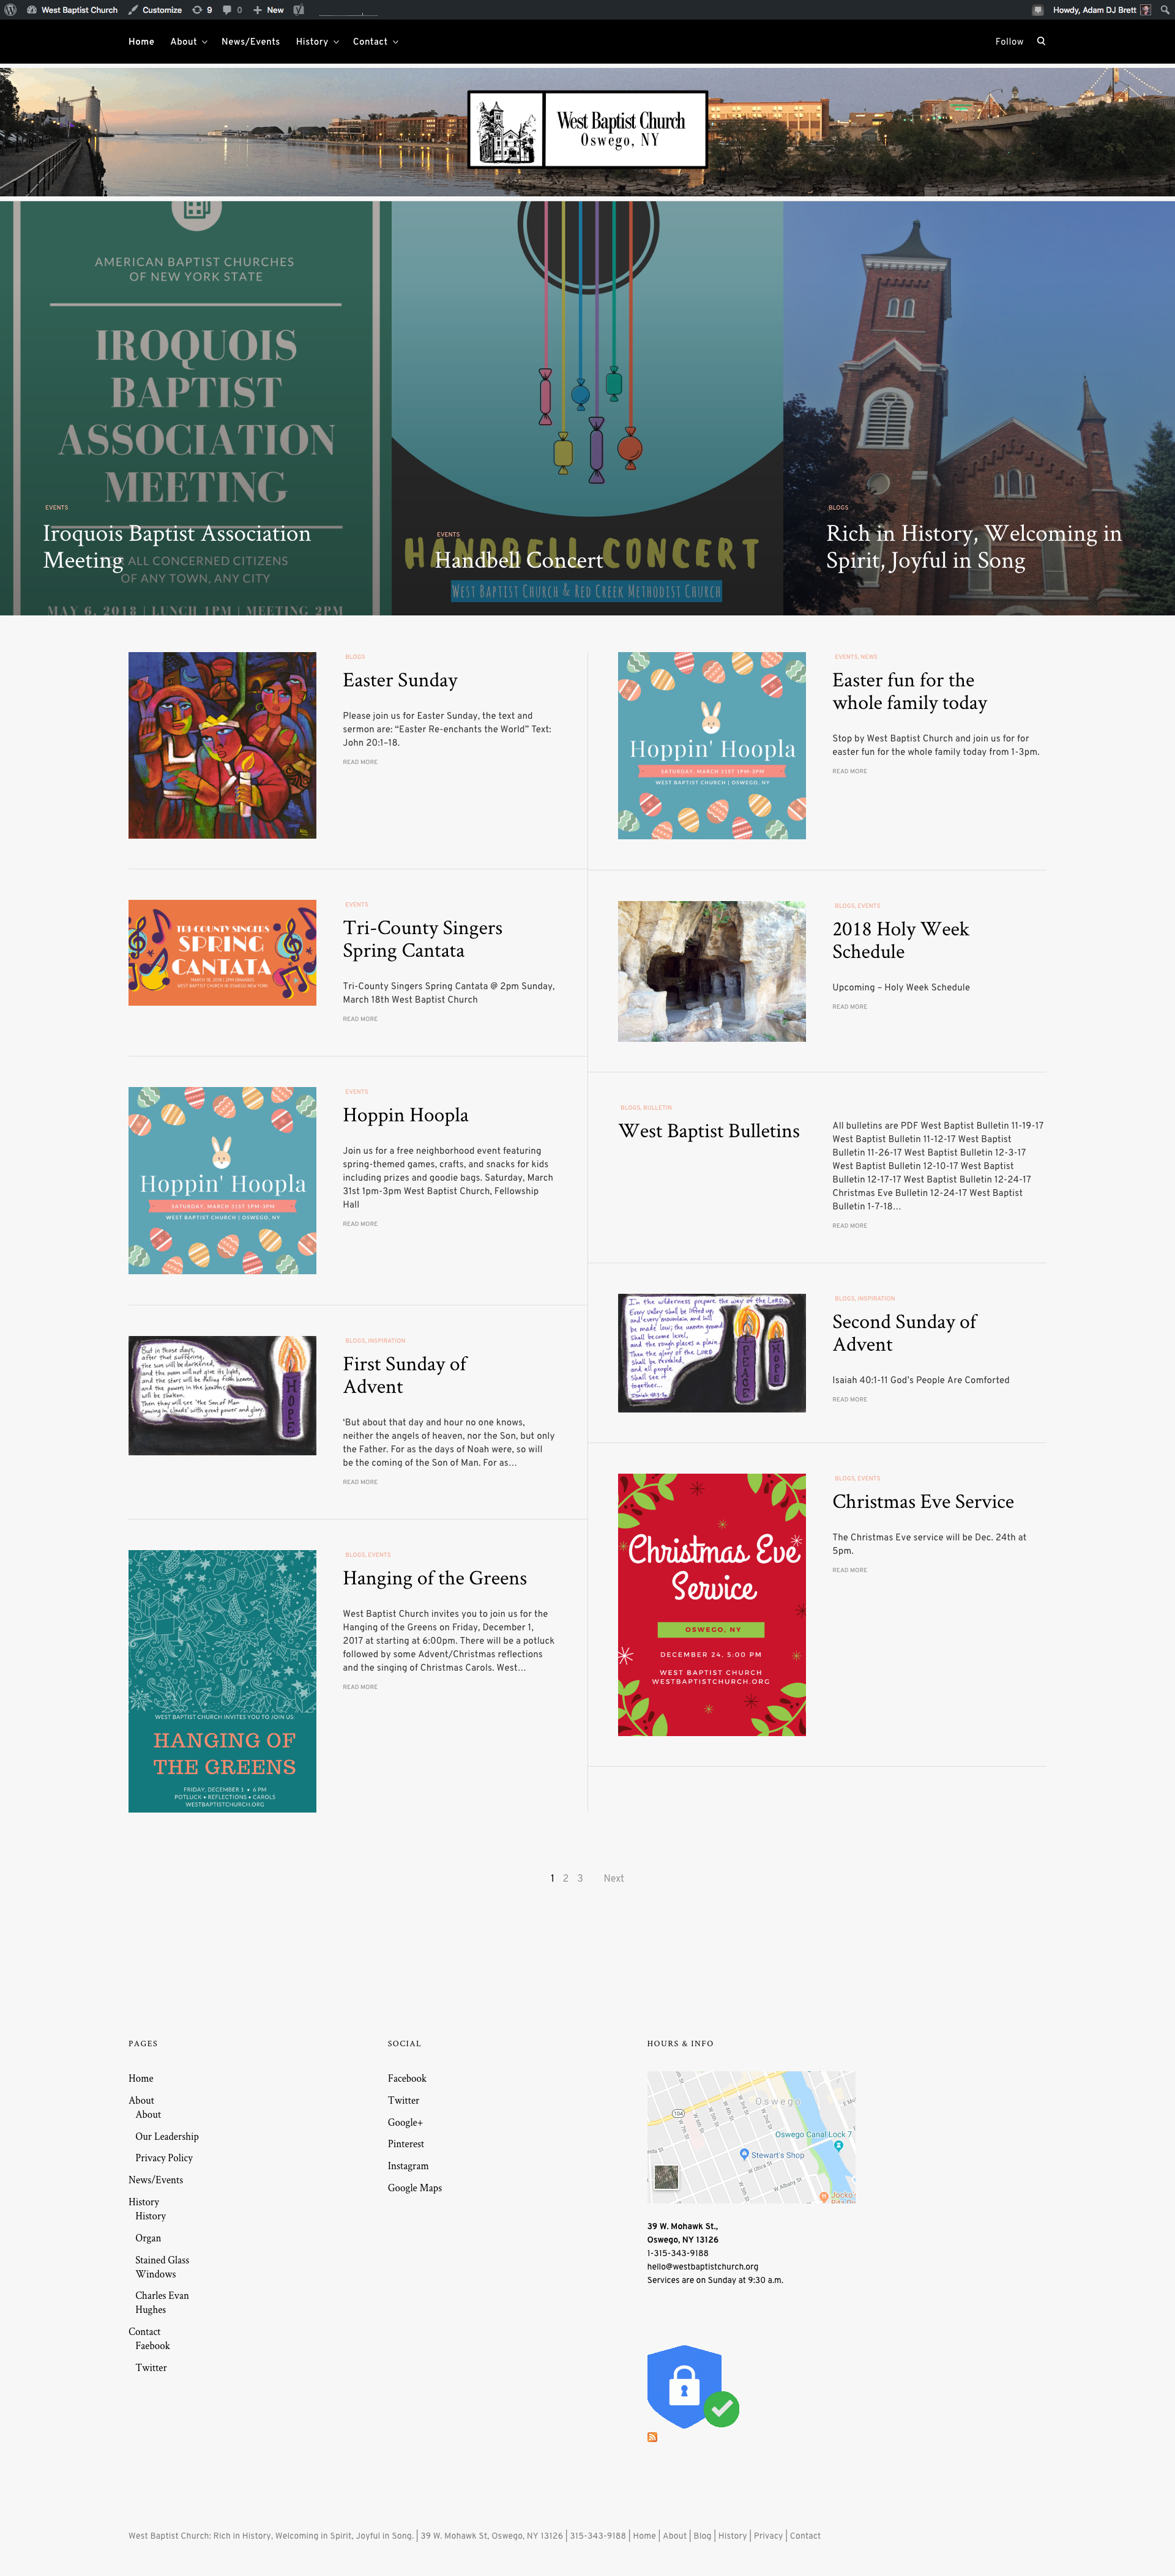 West Baptist Church Customize 9 0 New Howdy, Adam DJ Brett
Home About News/Events History Contact Follow
West Baptist Church
Oswego, NY
AMERICAN BAPTIST CHURCHES
OF NEW YORK STATE
IROQUOIS
BAPTIST
ASSOCIATION
MEETING
EVENTS
Iroquois Baptist Association
Meeting
ALL CONCERNED CITIZENS
OF ANY TOWN, ANY CITY
MAY 6, 2018 | LUNCH 1PM | MEETING 2PM
EVENTS
HANDBELL CONCERT
Handbell Concert
WEST BAPTIST CHURCH & RED CREEK METHODIST CHURCH
BLOGS
Rich in History, Welcoming in
Spirit, Joyful in Song
BLOGS
Easter Sunday
Please join us for Easter Sunday, the text and
sermon are: “Easter Re-enchants the World” Text:
John 20:1–18.
READ MORE
Hoppin' Hoopla
SATURDAY, MARCH 31ST 1PM-3PM
WEST BAPTIST CHURCH | OSWEGO, NY
EVENTS, NEWS
Easter fun for the
whole family today
Stop by West Baptist Church and join us for for
easter fun for the whole family today from 1-3pm.
READ MORE
TRI-COUNTY SINGERS
SPRING
CANTATA
MARCH 18, 2018 | 2PM ONWARDS
WEST BAPTIST CHURCH IN OSWEGO NEW YORK
EVENTS
Tri-County Singers
Spring Cantata
Tri-County Singers Spring Cantata @ 2pm Sunday,
March 18th West Baptist Church
READ MORE
BLOGS, EVENTS
2018 Holy Week
Schedule
Upcoming – Holy Week Schedule
READ MORE
Hoppin' Hoopla
SATURDAY, MARCH 31ST 1PM-3PM
WEST BAPTIST CHURCH | OSWEGO, NY
EVENTS
Hoppin Hoopla
Join us for a free neighborhood event featuring
spring-themed games, crafts, and snacks for kids
including prizes and goodie bags. Saturday, March
31st 1pm-3pm West Baptist Church, Fellowship
Hall
READ MORE
BLOGS, BULLETIN
West Baptist Bulletins
All bulletins are PDF West Baptist Bulletin 11-19-17
West Baptist Bulletin 11-12-17 West Baptist
Bulletin 11-26-17 West Baptist Bulletin 12-3-17
West Baptist Bulletin 12-10-17 West Baptist
Bulletin 12-17-17 West Baptist Bulletin 12-24-17
Christmas Eve Bulletin 12-24-17 West Baptist
Bulletin 1-7-18…
READ MORE
But in those days,
after that suffering,
the sun will be darkened,
and the moon will not give its light,
and the stars will be falling from heaven,
and the powers in the heavens
will be shaken.
Then they will see 'the Son of Man
coming in clouds' with great power and glory.
HOPE
BLOGS, INSPIRATION
First Sunday of
Advent
‘But about that day and hour no one knows,
neither the angels of heaven, nor the Son, but only
the Father. For as the days of Noah were, so will
be the coming of the Son of Man. For as…
READ MORE
In the wilderness prepare the way of the LORD
Every valley shall be lifted up,
and every mountain and hill
be made low; the uneven ground
shall become level,
and the rough places a plain.
Then the glory of the LORD
shall be revealed,
and all people
shall see it
together...
Isaiah 40:3-5
PEACE
HOPE
BLOGS, INSPIRATION
Second Sunday of
Advent
Isaiah 40:1-11 God’s People Are Comforted
READ MORE
WEST BAPTIST CHURCH INVITES YOU TO JOIN US:
HANGING OF
THE GREENS
FRIDAY, DECEMBER 1 • 6 PM
POTLUCK • REFLECTIONS • CAROLS
WESTBAPTISTCHURCH.ORG
BLOGS, EVENTS
Hanging of the Greens
West Baptist Church invites you to join us for the
Hanging of the Greens on Friday, December 1,
2017 at starting at 6:00pm. There will be a potluck
followed by some Advent/Christmas reflections
and the singing of Christmas Carols. West…
READ MORE
Christmas Eve
Service
OSWEGO, NY
DECEMBER 24, 5:00 PM
WEST BAPTIST CHURCH
WESTBAPTISTCHURCH.ORG
BLOGS, EVENTS
Christmas Eve Service
The Christmas Eve service will be Dec. 24th at
5pm.
READ MORE
1 2 3 Next
PAGES
Home
About
About
Our Leadership
Privacy Policy
News/Events
History
History
Organ
Stained Glass
Windows
Charles Evan
Hughes
Contact
Faebook
Twitter
SOCIAL
Facebook
Twitter
Google+
Pinterest
Instagram
Google Maps
HOURS & INFO
Oswego
104
W 7th St
W 6th St
W 5th St
W 4th St
W 3rd St
W 2nd St
Oswego Canal Lock 7
Stewart's Shop
W Utica St
W Albany St
39 W. Mohawk St.,
Oswego, NY 13126
1-315-343-9188
hello@westbaptistchurch.org
Services are on Sunday at 9:30 a.m.
West Baptist Church: Rich in History, Welcoming in Spirit, Joyful in Song. | 39 W. Mohawk St, Oswego, NY 13126 | 315-343-9188 | Home | About | Blog | History | Privacy | Contact